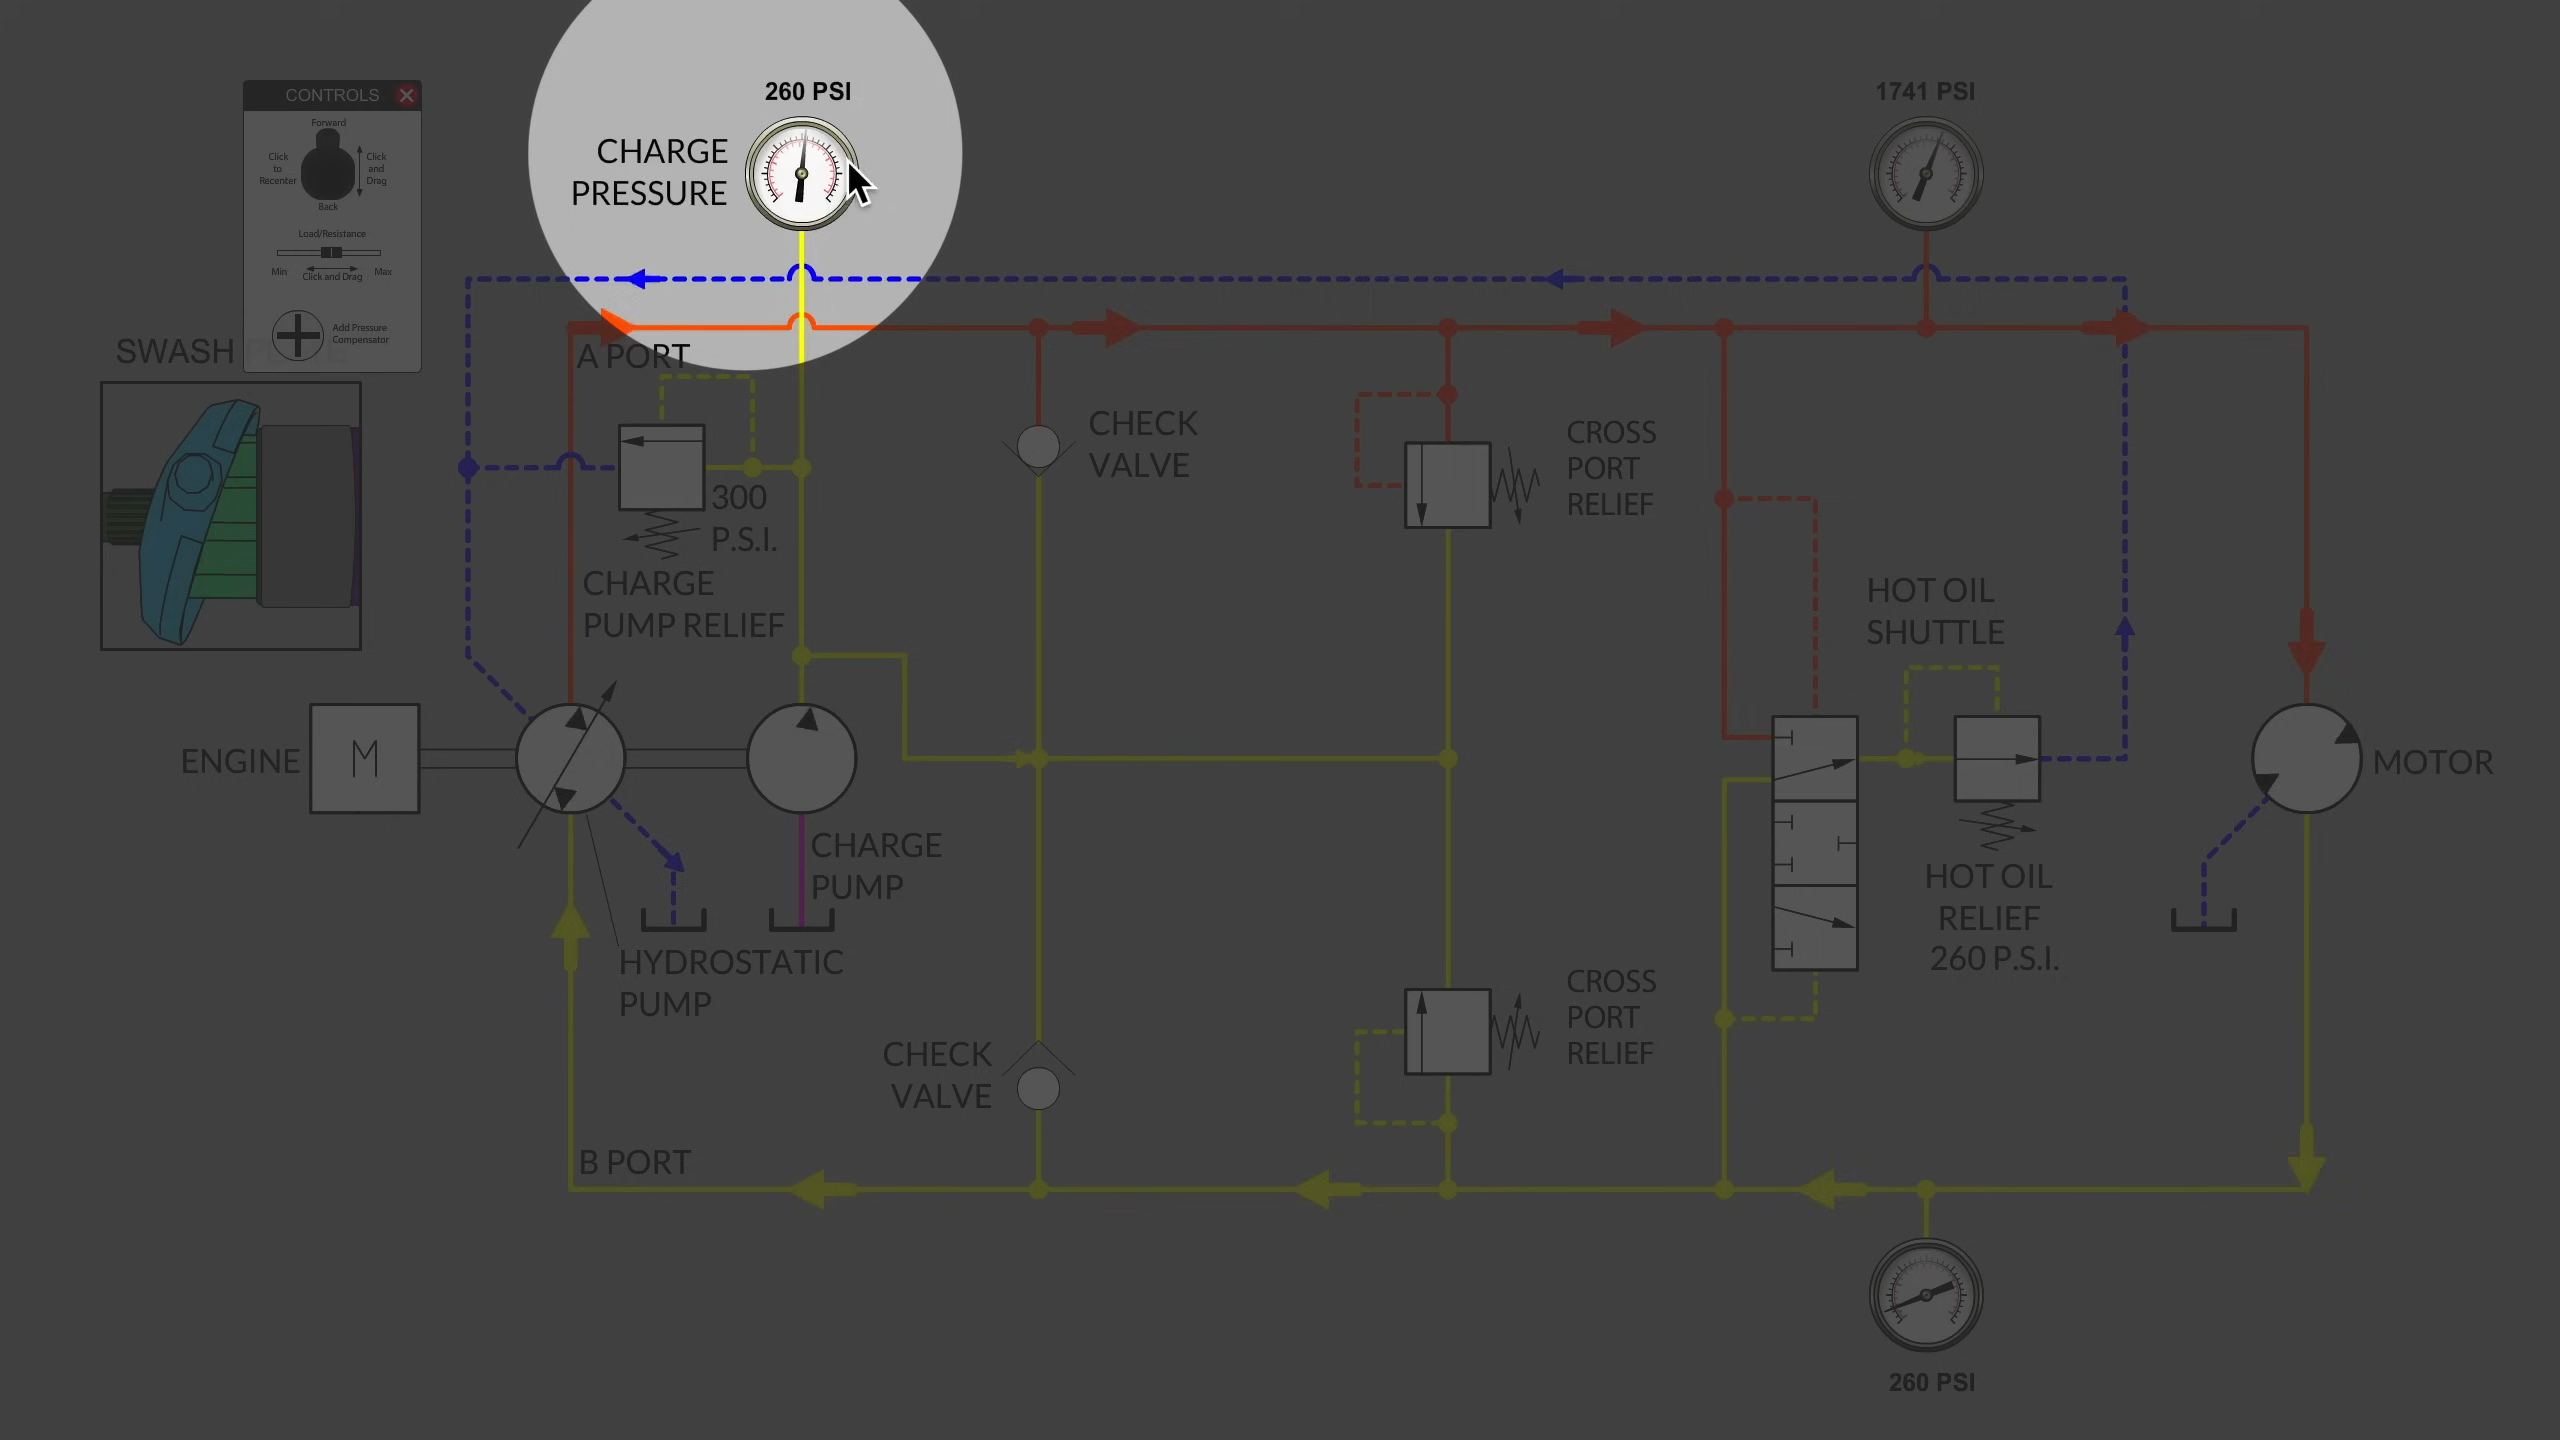 260 PSI
1741 PSI
CONTROLS
Forward
Click
to
Recenter
Click
and
Drag
Back
Load/Resistance
Min
Click and Drag
Max
Add Pressure
Compensator
CHARGE
PRESSURE
SWASH
A PORT
CHECK
VALVE
CROSS
PORT
RELIEF
300
P.S.I.
CHARGE
PUMP RELIEF
HOT OIL
SHUTTLE
ENGINE
M
MOTOR
CHARGE
PUMP
HOT OIL
RELIEF
260 P.S.I.
HYDROSTATIC
PUMP
CROSS
PORT
RELIEF
CHECK
VALVE
B PORT
260 PSI